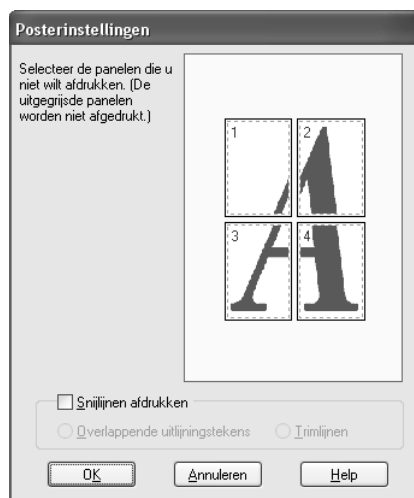 Posterinstellingen
Selecteer de panelen die u
niet wilt afdrukken. (De
uitgegrijsde panelen
worden niet afgedrukt.)
1
2
3
4
Snijlijnen afdrukken
Overlappende uitlijningstekens
Trimlijnen
OK
Annuleren
Help